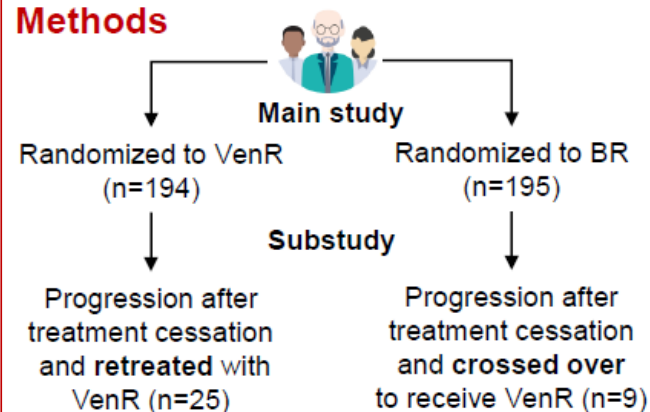 Methods
Main study
Randomized to VenR
(n=194)
Randomized to BR
(n=195)
Substudy
Progression after
treatment cessation
and retreated with
VenR (n=25)
Progression after
treatment cessation
and crossed over
to receive VenR (n=9)